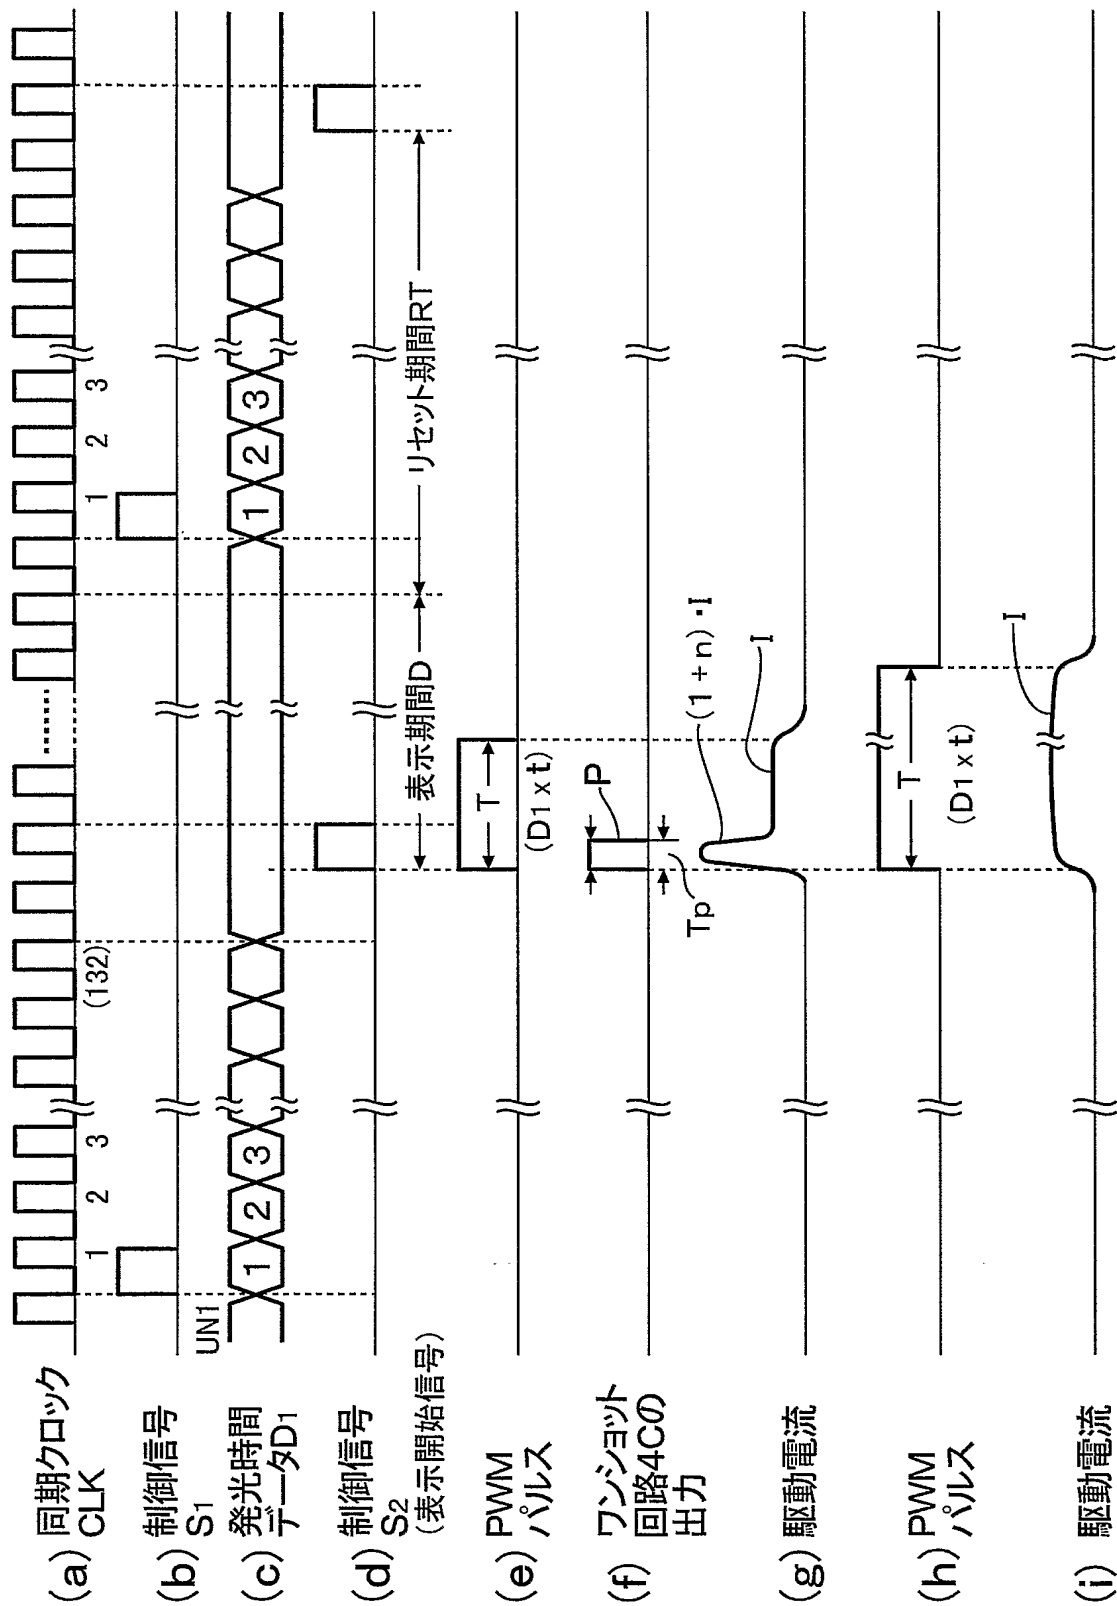 (a) 同期クロック
CLK
1 2 3 (132) 1 2 3
(b) 制御信号
S1
UN1
(c) 発光時間
データD1
1 2 3 1 2 3
(d) 制御信号
S2
(表示開始信号)
表示期間D リセット期間RT
(e) PWM
パルス
T
(D1xt)
(f) ワンショット
回路4Cの
出力
P
Tp
(g) 駆動電流
(1+n)・I
I
(h) PWM
パルス
T
(D1xt)
(i) 駆動電流
I